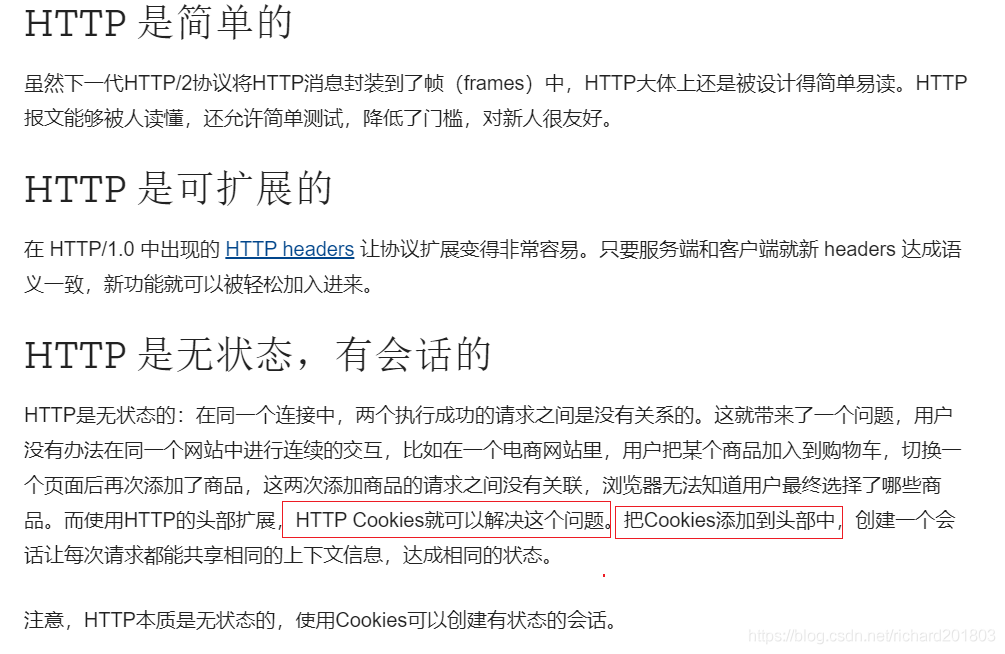 HTTP 是简单的
虽然下一代HTTP/2协议将HTTP消息封装到了帧（frames）中，HTTP大体上还是被设计得简单易读。HTTP
报文能够被人读懂，还允许简单测试，降低了门槛，对新人很友好。
HTTP 是可扩展的
在 HTTP/1.0 中出现的 HTTP headers 让协议扩展变得非常容易。只要服务端和客户端就新 headers 达成语
义一致，新功能就可以被轻松加入进来。
HTTP 是无状态，有会话的
HTTP是无状态的：在同一个连接中，两个执行成功的请求之间是没有关系的。这就带来了一个问题，用户
没有办法在同一个网站中进行连续的交互，比如在一个电商网站里，用户把某个商品加入到购物车，切换一
个页面后再次添加了商品，这两次添加商品的请求之间没有关联，浏览器无法知道用户最终选择了哪些商
品。而使用HTTP的头部扩展，HTTP Cookies就可以解决这个问题。把Cookies添加到头部中，创建一个会
话让每次请求都能共享相同的上下文信息，达成相同的状态。
注意，HTTP本质是无状态的，使用Cookies可以创建有状态的会话。
https://blog.csdn.net/richard201803